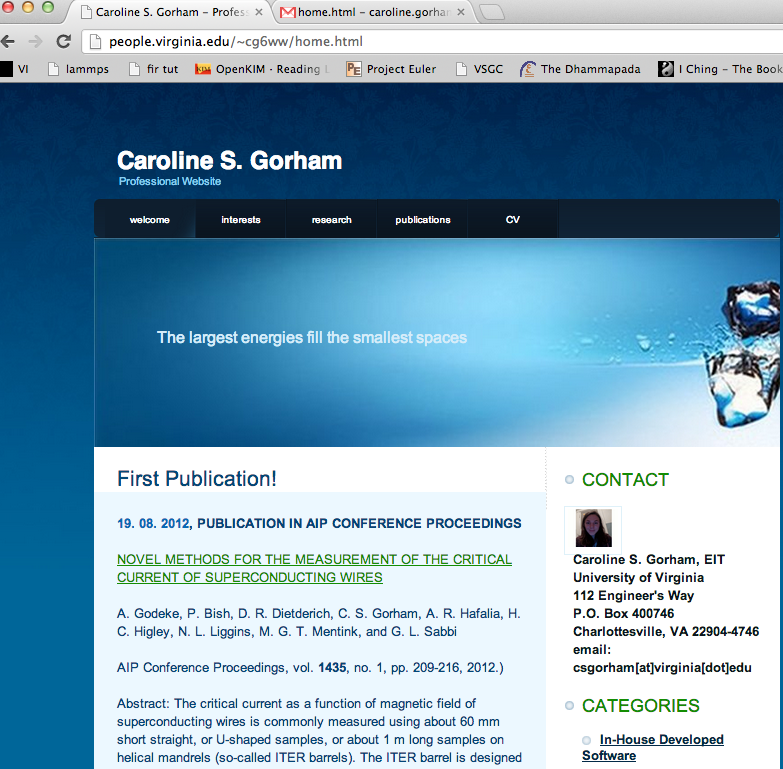 Caroline S. Gorham – Profess
home.html – caroline.gorha
people.virginia.edu/~cg6ww/home.html
VI lammps fir tut OpenKIM · Reading L Project Euler VSGC The Dhammapada I Ching – The Book
Caroline S. Gorham
Professional Website
welcome interests research publications CV
The largest energies fill the smallest spaces
First Publication!
19. 08. 2012, PUBLICATION IN AIP CONFERENCE PROCEEDINGS
NOVEL METHODS FOR THE MEASUREMENT OF THE CRITICAL
CURRENT OF SUPERCONDUCTING WIRES
A. Godeke, P. Bish, D. R. Dietderich, C. S. Gorham, A. R. Hafalia, H.
C. Higley, N. L. Liggins, M. G. T. Mentink, and G. L. Sabbi
AIP Conference Proceedings, vol. 1435, no. 1, pp. 209-216, 2012.)
Abstract: The critical current as a function of magnetic field of
superconducting wires is commonly measured using about 60 mm
short straight, or U-shaped samples, or about 1 m long samples on
helical mandrels (so-called ITER barrels). The ITER barrel is designed
CONTACT
Caroline S. Gorham, EIT
University of Virginia
112 Engineer's Way
P.O. Box 400746
Charlottesville, VA 22904-4746
email:
csgorham[at]virginia[dot]edu
CATEGORIES
In-House Developed
Software